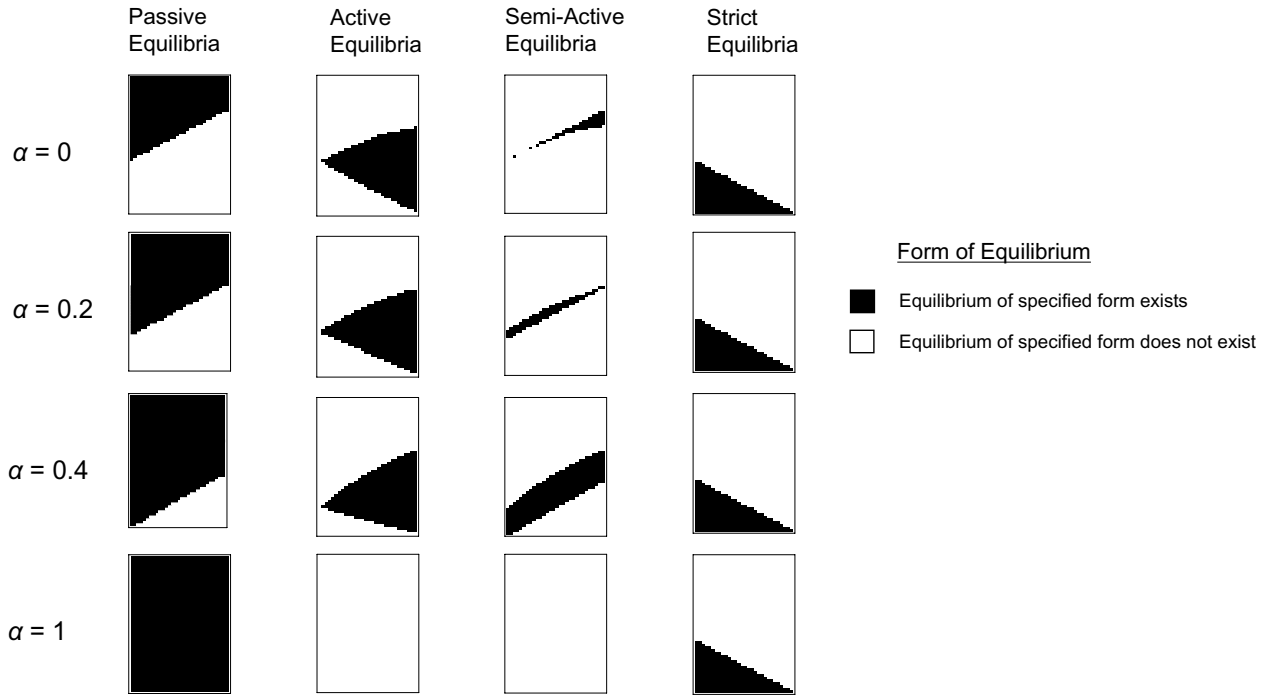 Passive
Equilibria
Active
Equilibria
Semi-Active
Equilibria
Strict
Equilibria
α = 0
α = 0.2
α = 0.4
α = 1
Form of Equilibrium
Equilibrium of specified form exists
Equilibrium of specified form does not exist